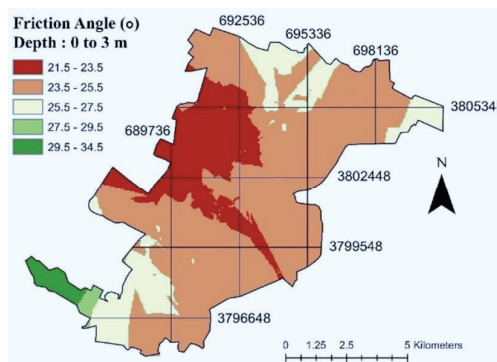 Friction Angle (o)
Depth : 0 to 3 m
21.5 - 23.5
23.5 - 25.5
25.5 - 27.5
27.5 - 29.5
29.5 - 34.5
692536
695336
698136
380534
689736
3802448
N
3799548
3796648
0 1.25 2.5 5 Kilometers